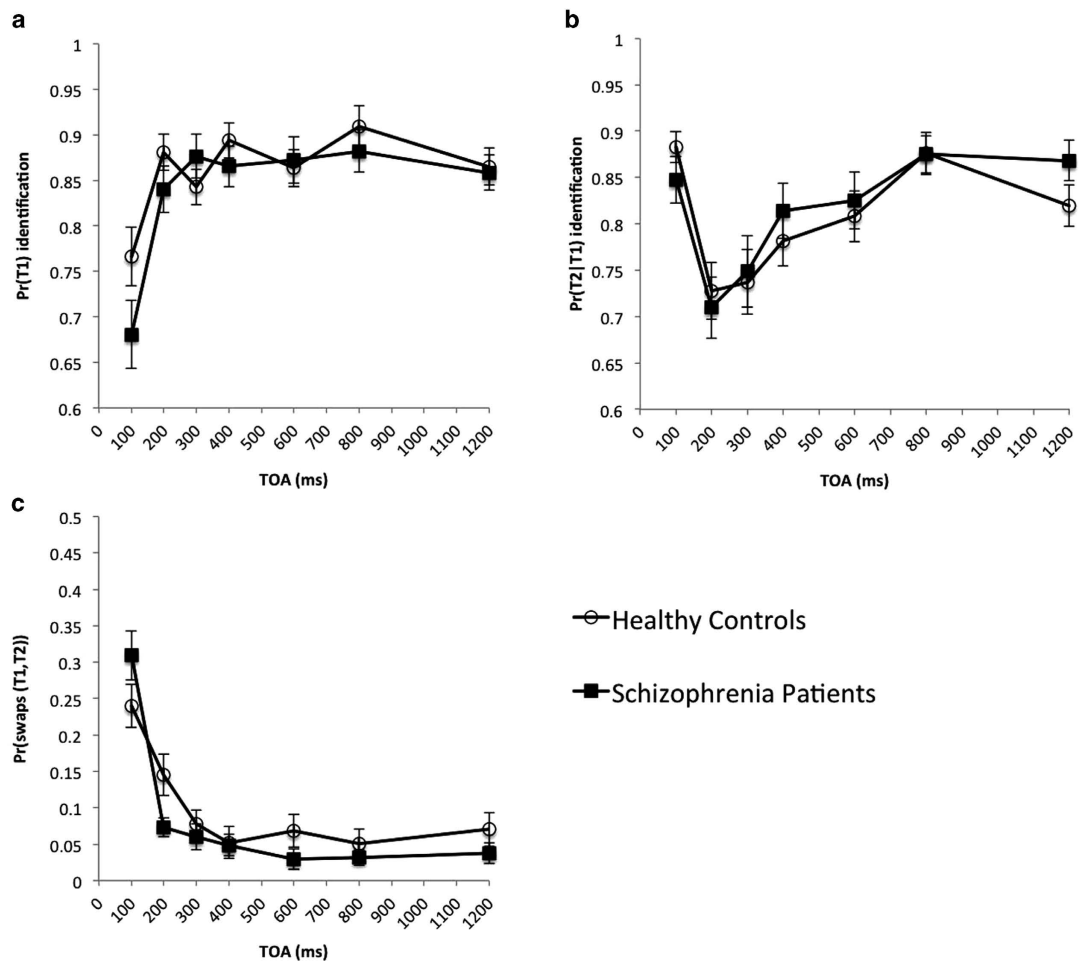 a
1
0.95
0.9
0.85
0.8
0.75
0.7
0.65
0.6
Pr(T1) identification
0 100 200 300 400 500 600 700 800 900 1000 1100 1200
TOA (ms)
b
1
0.95
0.9
0.85
0.8
0.75
0.7
0.65
0.6
Pr(T2|T1) identification
0 100 200 300 400 500 600 700 800 900 1000 1100 1200
TOA (ms)
c
0.5
0.45
0.4
0.35
0.3
0.25
0.2
0.15
0.1
0.05
0
Pr(swaps (T1,T2))
0 100 200 300 400 500 600 700 800 900 1000 1100 1200
TOA (ms)
Healthy Controls
Schizophrenia Patients